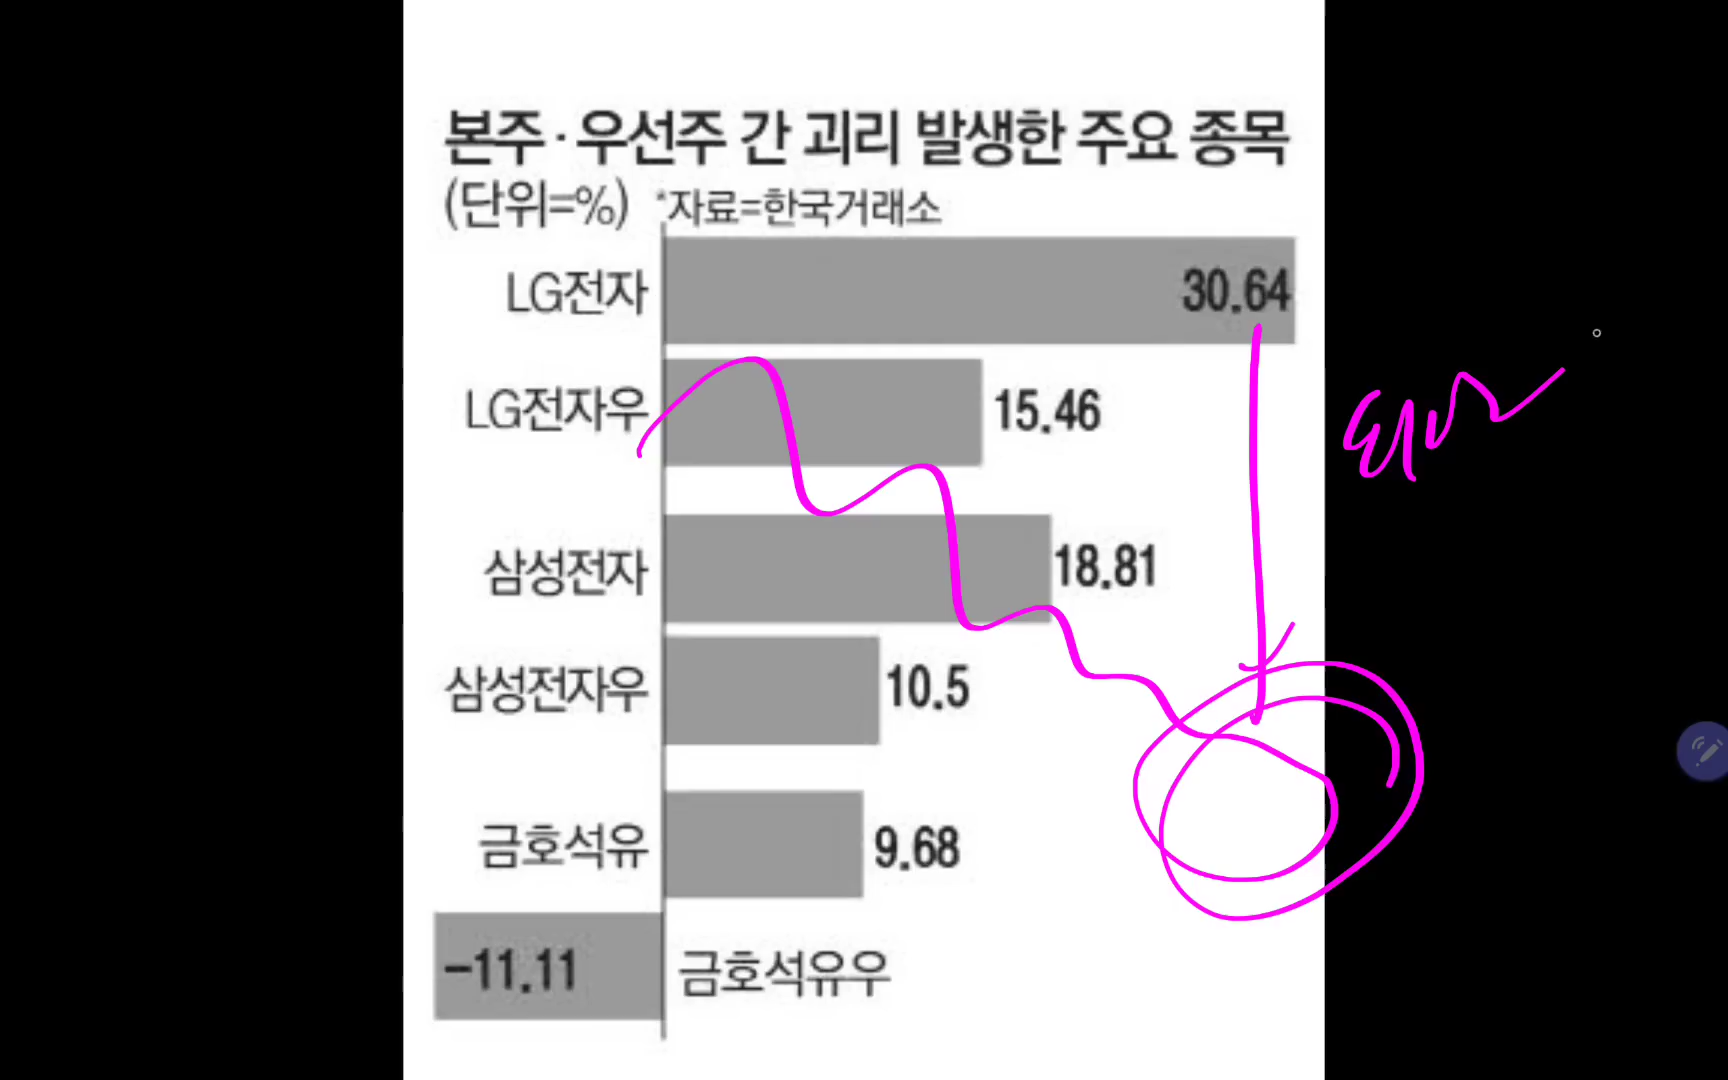 본주·우선주 간 괴리 발생한 주요 종목
(단위=%) *자료=한국거래소
LG전자 30.64
LG전자우 15.46
삼성전자 18.81
삼성전자우 10.5
금호석유 9.68
-11.11 금호석유우